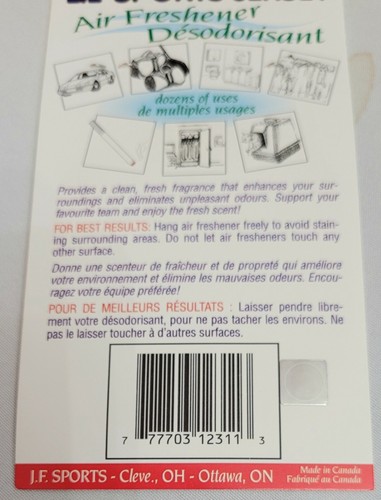 Air Freshener
Désodorisant
dozens of uses
de multiples usages
Provides a clean, fresh fragrance that enhances your sur-
roundings and eliminates unpleasant odours. Support your
favourite team and enjoy the fresh scent!
FOR BEST RESULTS: Hang air freshener freely to avoid stain-
ing surrounding areas. Do not let air fresheners touch any
other surface.
Donne une scenteur de fraîcheur et de propreté qui améliore
votre environnement et élimine les mauvaises odeurs. Encou-
ragez votre équipe préférée!
POUR DE MEILLEURS RÉSULTATS : Laisser pendre libre-
ment votre désodorisant, pour ne pas tacher les environs. Ne
pas le laisser toucher à d'autres surfaces.
7 77703 12311 3
J.F. SPORTS - Cleve., OH - Ottawa, ON
Made in Canada
Fabriqué au Canada